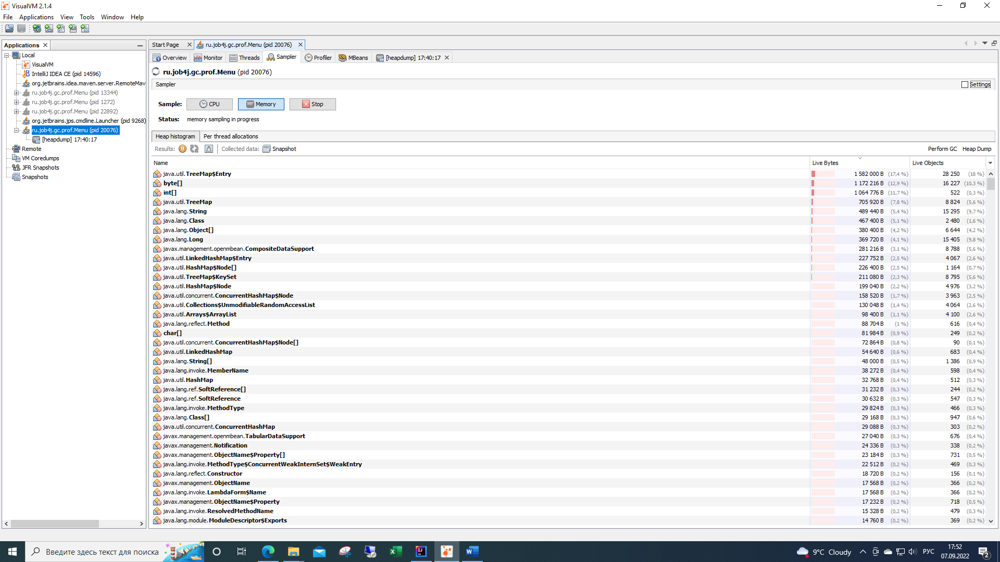 VisualVM 2.1.4
File Applications View Tools Window Help
Applications
Local
VisualVM
IntelliJ IDEA CE (pid 14596)
org.jetbrains.idea.maven.server.RemoteMav
ru.job4j.gc.prof.Menu (pid 13344)
ru.job4j.gc.prof.Menu (pid 1272)
ru.job4j.gc.prof.Menu (pid 22892)
org.jetbrains.jps.cmdline.Launcher (pid 9268)
ru.job4j.gc.prof.Menu (pid 20076)
[heapdump] 17:40:17
Remote
VM Coredumps
JFR Snapshots
Snapshots
Start Page ru.job4j.gc.prof.Menu (pid 20076)
Overview Monitor Threads Sampler Profiler MBeans [heapdump] 17:40:17
ru.job4j.gc.prof.Menu (pid 20076)
Sampler Settings
Sample: CPU Memory Stop
Status: memory sampling in progress
Heap histogram Per thread allocations
Results: Collected data: Snapshot Perform GC Heap Dump
Name Live Bytes Live Objects
java.util.TreeMap$Entry 1 582 000 B (17,4 %) 28 250 (18 %)
byte[] 1 172 216 B (12,9 %) 16 227 (10,3 %)
int[] 1 064 776 B (11,7 %) 522 (0,3 %)
java.util.TreeMap 705 920 B (7,8 %) 8 824 (5,6 %)
java.lang.String 489 440 B (5,4 %) 15 295 (9,7 %)
java.lang.Class 467 400 B (5,1 %) 2 480 (1,6 %)
java.lang.Object[] 380 400 B (4,2 %) 6 644 (4,2 %)
java.lang.Long 369 720 B (4,1 %) 15 405 (9,8 %)
javax.management.openmbean.CompositeDataSupport 281 216 B (3,1 %) 8 788 (5,6 %)
java.util.LinkedHashMap$Entry 227 752 B (2,5 %) 4 067 (2,6 %)
java.util.HashMap$Node[] 226 400 B (2,5 %) 1 164 (0,7 %)
java.util.TreeMap$KeySet 211 080 B (2,3 %) 8 795 (5,6 %)
java.util.HashMap$Node 199 040 B (2,2 %) 4 976 (3,2 %)
java.util.concurrent.ConcurrentHashMap$Node 158 520 B (1,7 %) 3 963 (2,5 %)
java.util.Collections$UnmodifiableRandomAccessList 130 048 B (1,4 %) 4 064 (2,6 %)
java.util.Arrays$ArrayList 98 400 B (1,1 %) 4 100 (2,6 %)
java.lang.reflect.Method 88 704 B (1 %) 616 (0,4 %)
char[] 81 984 B (0,9 %) 249 (0,2 %)
java.util.concurrent.ConcurrentHashMap$Node[] 72 864 B (0,8 %) 90 (0,1 %)
java.util.LinkedHashMap 54 640 B (0,6 %) 683 (0,4 %)
java.lang.String[] 48 000 B (0,5 %) 1 386 (0,9 %)
java.lang.invoke.MemberName 38 272 B (0,4 %) 598 (0,4 %)
java.util.HashMap 32 768 B (0,4 %) 512 (0,3 %)
java.lang.ref.SoftReference[] 31 232 B (0,3 %) 244 (0,2 %)
java.lang.ref.SoftReference 30 632 B (0,3 %) 547 (0,3 %)
java.lang.invoke.MethodType 29 824 B (0,3 %) 466 (0,3 %)
java.lang.Class[] 29 168 B (0,3 %) 947 (0,6 %)
java.util.concurrent.ConcurrentHashMap 29 088 B (0,3 %) 303 (0,2 %)
javax.management.openmbean.TabularDataSupport 27 040 B (0,3 %) 676 (0,4 %)
javax.management.Notification 24 336 B (0,3 %) 338 (0,2 %)
javax.management.ObjectName$Property[] 23 184 B (0,3 %) 731 (0,5 %)
java.lang.invoke.MethodType$ConcurrentWeakInternSet$WeakEntry 22 512 B (0,2 %) 469 (0,3 %)
java.lang.reflect.Constructor 18 720 B (0,2 %) 156 (0,1 %)
javax.management.ObjectName 17 568 B (0,2 %) 366 (0,2 %)
java.lang.invoke.LambdaForm$Name 17 568 B (0,2 %) 366 (0,2 %)
javax.management.ObjectName$Property 17 232 B (0,2 %) 718 (0,5 %)
java.lang.invoke.ResolvedMethodName 15 328 B (0,2 %) 479 (0,3 %)
java.lang.module.ModuleDescriptor$Exports 14 760 B (0,2 %) 369 (0,2 %)
Введите здесь текст для поиска
9°C Cloudy
РУС
17:52
07.09.2022
2